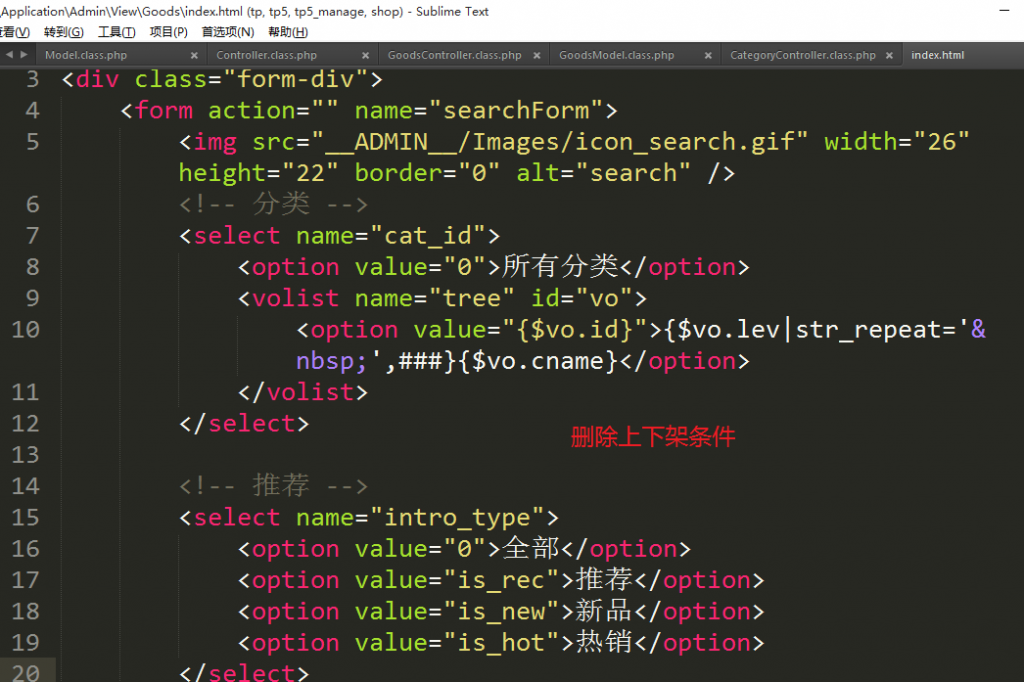 \Application\Admin\View\Goods\index.html (tp, tp5, tp5_manage, shop) - Sublime Text
查看(V) 转到(G) 工具(T) 项目(P) 首选项(N) 帮助(H)
Model.class.php × Controller.class.php × GoodsController.class.php × GoodsModel.class.php × CategoryController.class.php × index.html
3 <div class="form-div">
4 <form action="" name="searchForm">
5 <img src="__ADMIN__/Images/icon_search.gif" width="26"
height="22" border="0" alt="search" />
6 <!-- 分类 -->
7 <select name="cat_id">
8 <option value="0">所有分类</option>
9 <volist name="tree" id="vo">
10 <option value="{$vo.id}">{$vo.lev|str_repeat='&
nbsp;',###}{$vo.cname}</option>
11 </volist>
12 </select>
删除上下架条件
13
14 <!-- 推荐 -->
15 <select name="intro_type">
16 <option value="0">全部</option>
17 <option value="is_rec">推荐</option>
18 <option value="is_new">新品</option>
19 <option value="is_hot">热销</option>
20 </select>